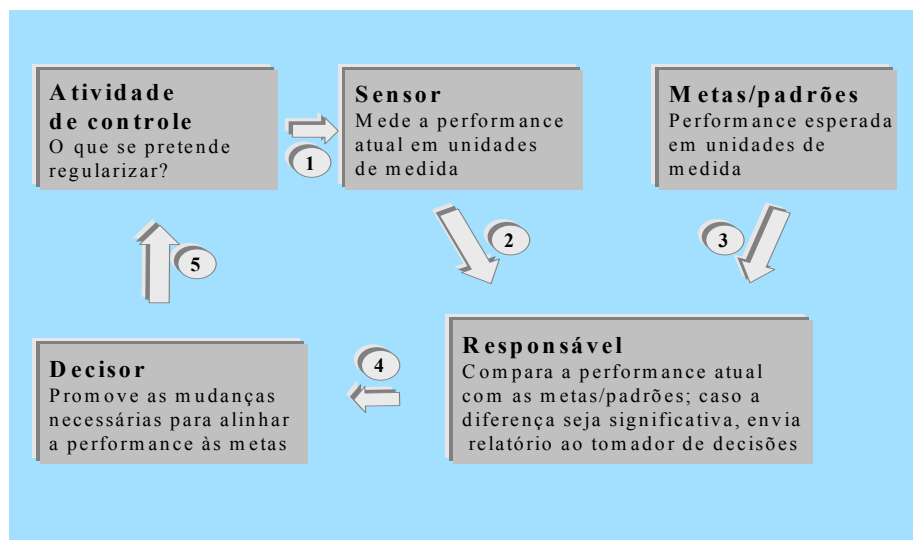 Atividade
de controle
O que se pretende
regularizar?
1
Sensor
Mede a performance
atual em unidades
de medida
Metas/padrões
Performance esperada
em unidades de
medida
2
3
5
4
Decisor
Promove as mudanças
necessárias para alinhar
a performance às metas
Responsável
Compara a performance atual
com as metas/padrões; caso a
diferença seja significativa, envia
relatório ao tomador de decisões